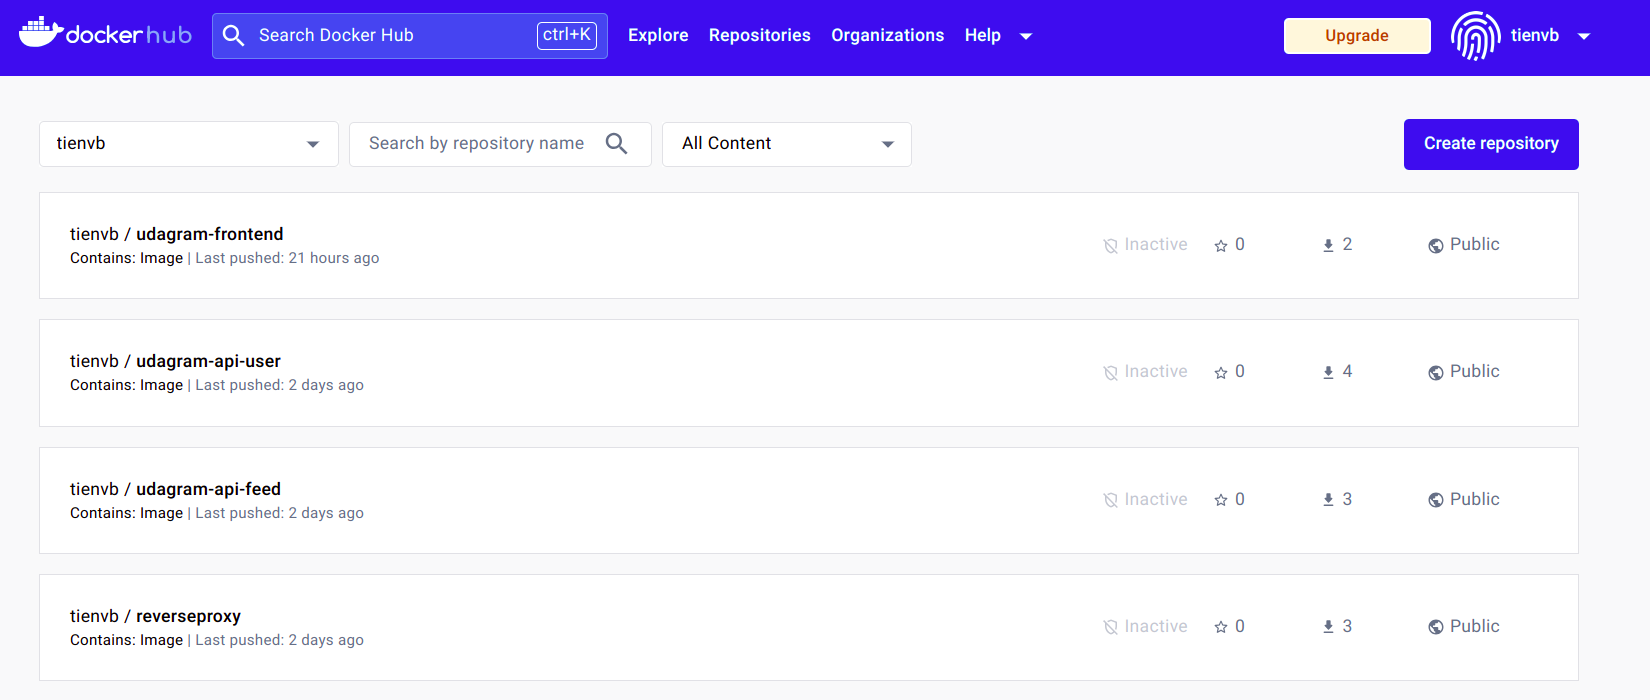 dockerhub Search Docker Hub ctrl+K Explore Repositories Organizations Help Upgrade tienvb
tienvb Search by repository name All Content Create repository
tienvb / udagram-frontend
Contains: Image | Last pushed: 21 hours ago
Inactive 0 2 Public
tienvb / udagram-api-user
Contains: Image | Last pushed: 2 days ago
Inactive 0 4 Public
tienvb / udagram-api-feed
Contains: Image | Last pushed: 2 days ago
Inactive 0 3 Public
tienvb / reverseproxy
Contains: Image | Last pushed: 2 days ago
Inactive 0 3 Public